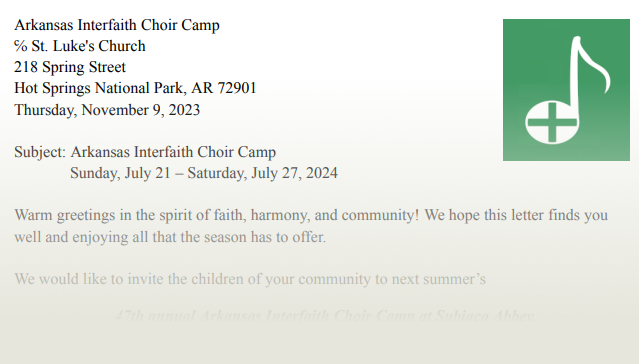 Arkansas Interfaith Choir Camp
℅ St. Luke's Church
218 Spring Street
Hot Springs National Park, AR 72901
Thursday, November 9, 2023
Subject: Arkansas Interfaith Choir Camp
Sunday, July 21 – Saturday, July 27, 2024
Warm greetings in the spirit of faith, harmony, and community! We hope this letter finds you
well and enjoying all that the season has to offer.
We would like to invite the children of your community to next summer’s
47th annual Arkansas Interfaith Choir Camp at Subiaco Abbey,